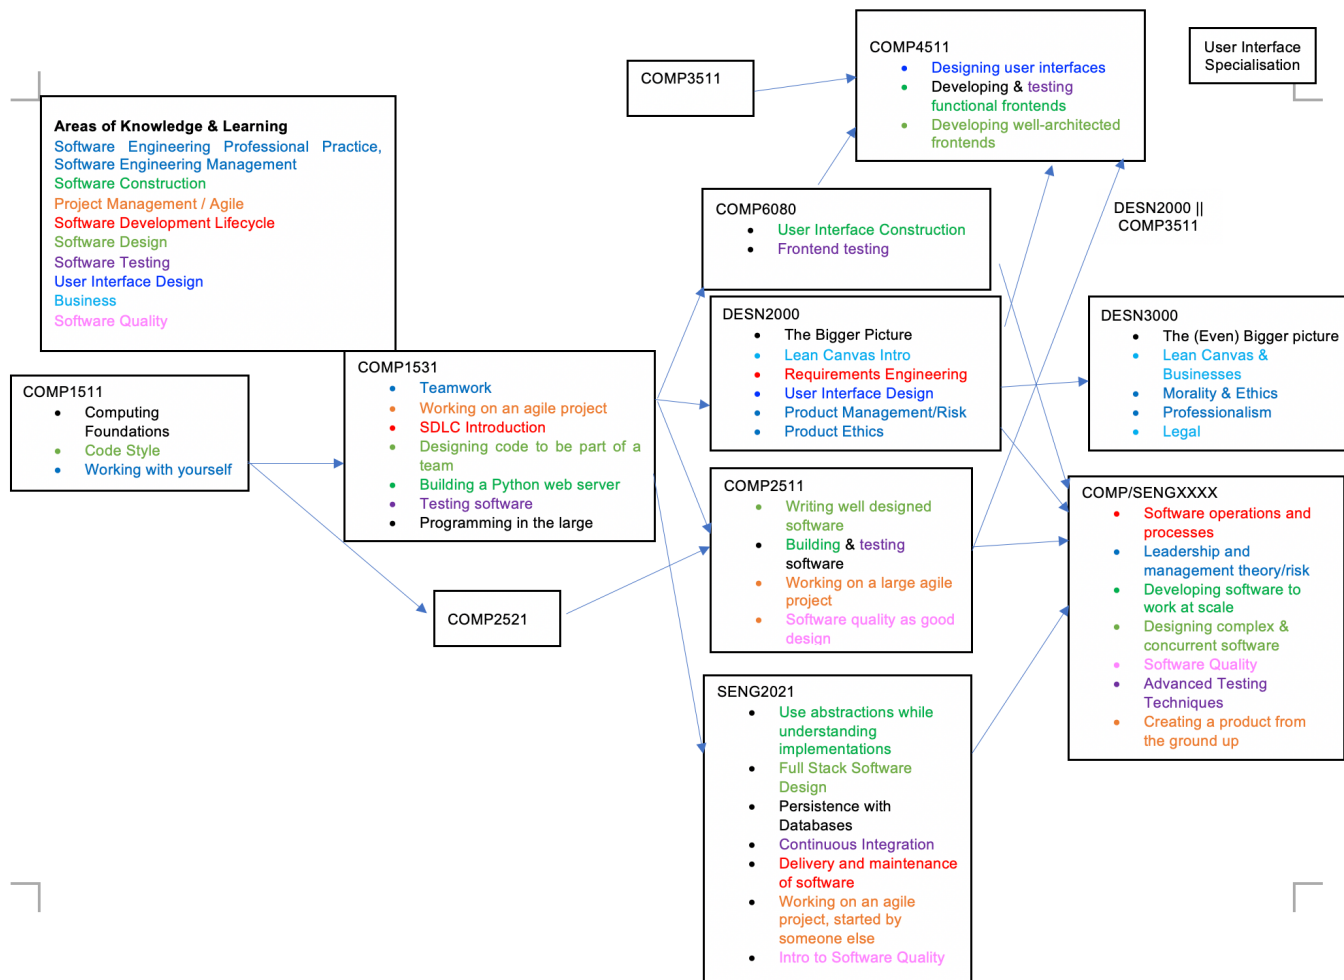 User Interface
Specialisation
COMP3511
COMP4511
Designing user interfaces
Developing & testing
functional frontends
Developing well-architected
frontends
Areas of Knowledge & Learning
Software Engineering Professional Practice,
Software Engineering Management
Software Construction
Project Management / Agile
Software Development Lifecycle
Software Design
Software Testing
User Interface Design
Business
Software Quality
COMP6080
User Interface Construction
Frontend testing
DESN2000 ||
COMP3511
COMP1511
Computing
Foundations
Code Style
Working with yourself
COMP1531
Teamwork
Working on an agile project
SDLC Introduction
Designing code to be part of a
team
Building a Python web server
Testing software
Programming in the large
COMP2521
DESN2000
The Bigger Picture
Lean Canvas Intro
Requirements Engineering
User Interface Design
Product Management/Risk
Product Ethics
DESN3000
The (Even) Bigger picture
Lean Canvas &
Businesses
Morality & Ethics
Professionalism
Legal
COMP2511
Writing well designed
software
Building & testing
software
Working on a large agile
project
Software quality as good
design
COMP/SENGXXXX
Software operations and
processes
Leadership and
management theory/risk
Developing software to
work at scale
Designing complex &
concurrent software
Software Quality
Advanced Testing
Techniques
Creating a product from
the ground up
SENG2021
Use abstractions while
understanding
implementations
Full Stack Software
Design
Persistence with
Databases
Continuous Integration
Delivery and maintenance
of software
Working on an agile
project, started by
someone else
Intro to Software Quality